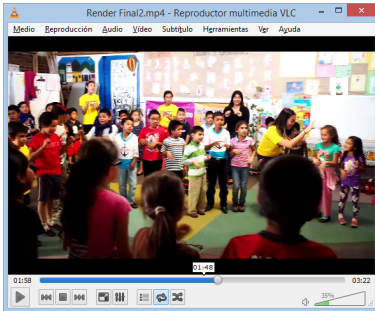 Render Final2.mp4 - Reproductor multimedia VLC
Medio Reproducción Audio Vídeo Subtítulo Herramientas Ver Ayuda
01:48
01:58 03:22
35%